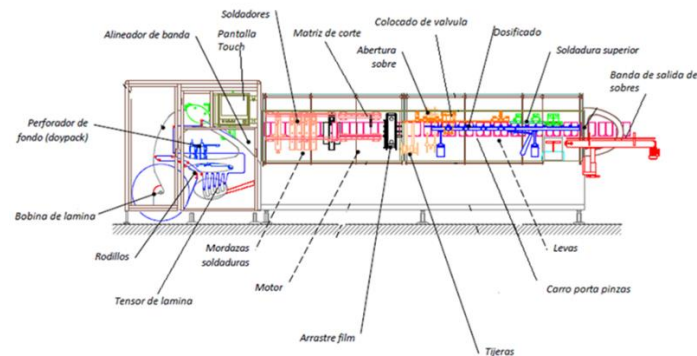 Soldadores
Colocado de valvula
Alineador de banda
Pantalla
Touch
Matriz de corte
Dosificado
Abertura
sobre
Soldadura superior
Banda de salida de
sobres
Perforador de
fondo (doypack)
Bobina de lamina
Rodillos
Mordazas
soldaduras
Levas
Tensor de lamina
Motor
Carro porta pinzas
Arrastre film
Tijeras